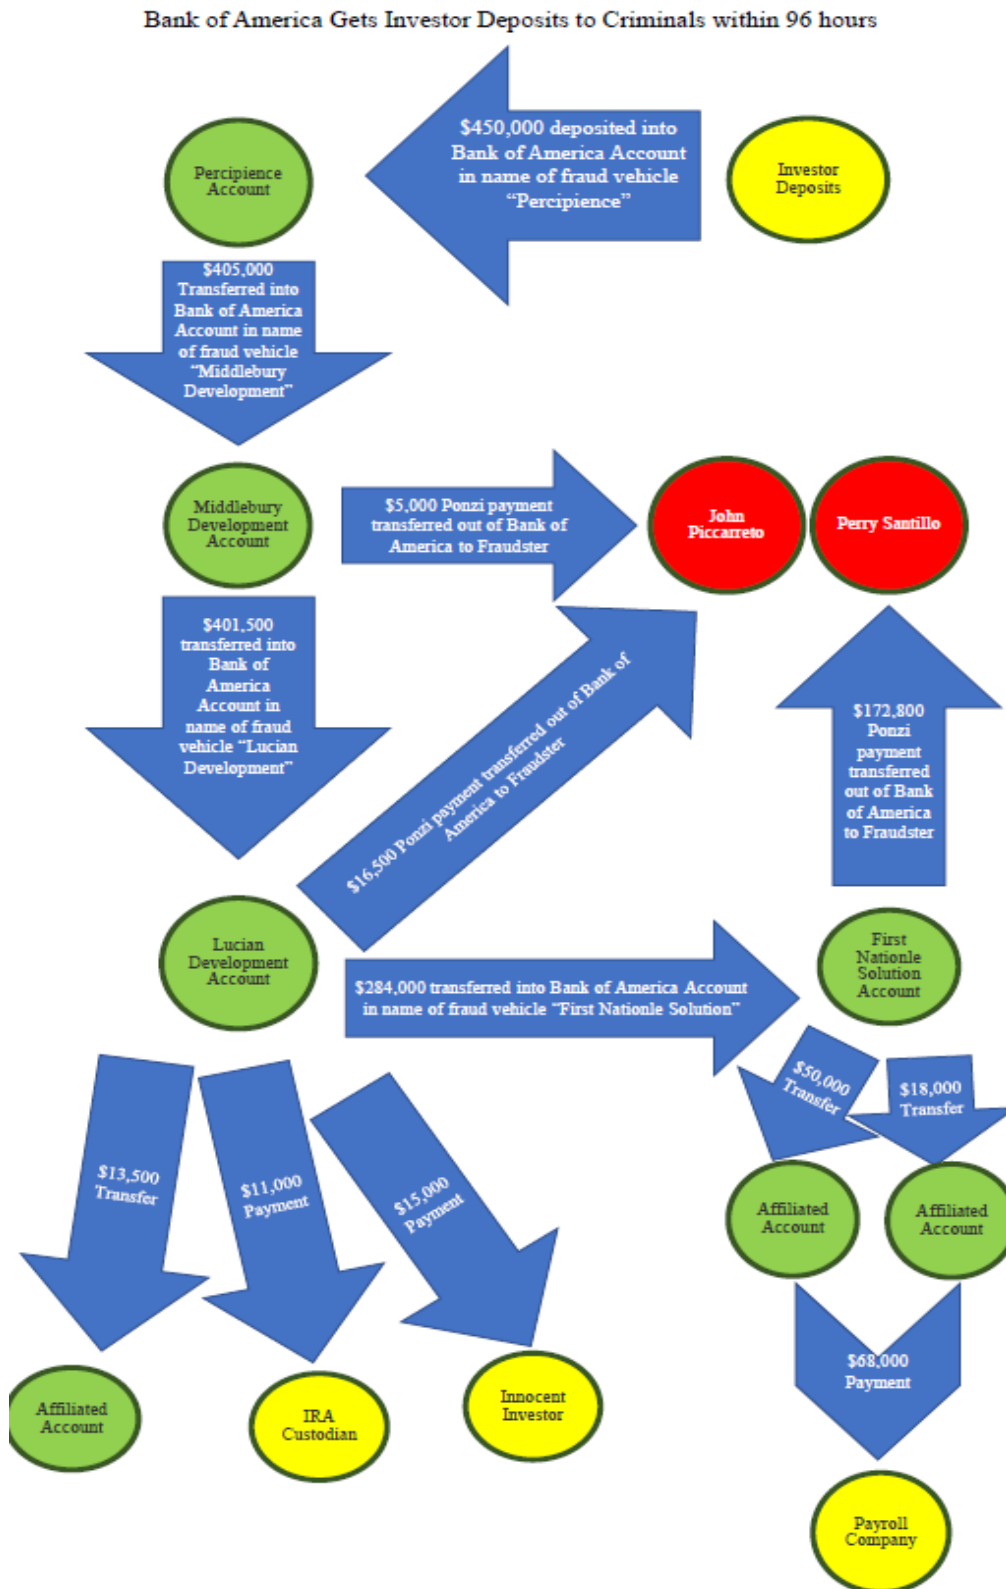 Bank of America Gets Investor Deposits to Criminals within 96 hours
$450,000 deposited into
Bank of America Account
in name of fraud vehicle
“Percipience”
Investor
Deposits
Percipience
Account
$405,000
Transferred into
Bank of America
Account in name
of fraud vehicle
“Middlebury
Development”
Middlebury
Development
Account
$5,000 Ponzi payment
transferred out of Bank of
America to Fraudster
John
Piccarreto
Perry Santillo
$401,500
transferred into
Bank of
America
Account in
name of fraud
vehicle “Lucian
Development”
$16,500 Ponzi payment transferred out of Bank of
America to Fraudster
$172,800
Ponzi
payment
transferred
out of Bank
of America
to Fraudster
Lucian
Development
Account
$284,000 transferred into Bank of America Account
in name of fraud vehicle “First Nationle Solution”
First
Nationle
Solution
Account
$50,000
Transfer
$18,000
Transfer
$13,500
Transfer
$11,000
Payment
$15,000
Payment
Affiliated
Account
Affiliated
Account
$68,000
Payment
Affiliated
Account
IRA
Custodian
Innocent
Investor
Payroll
Company